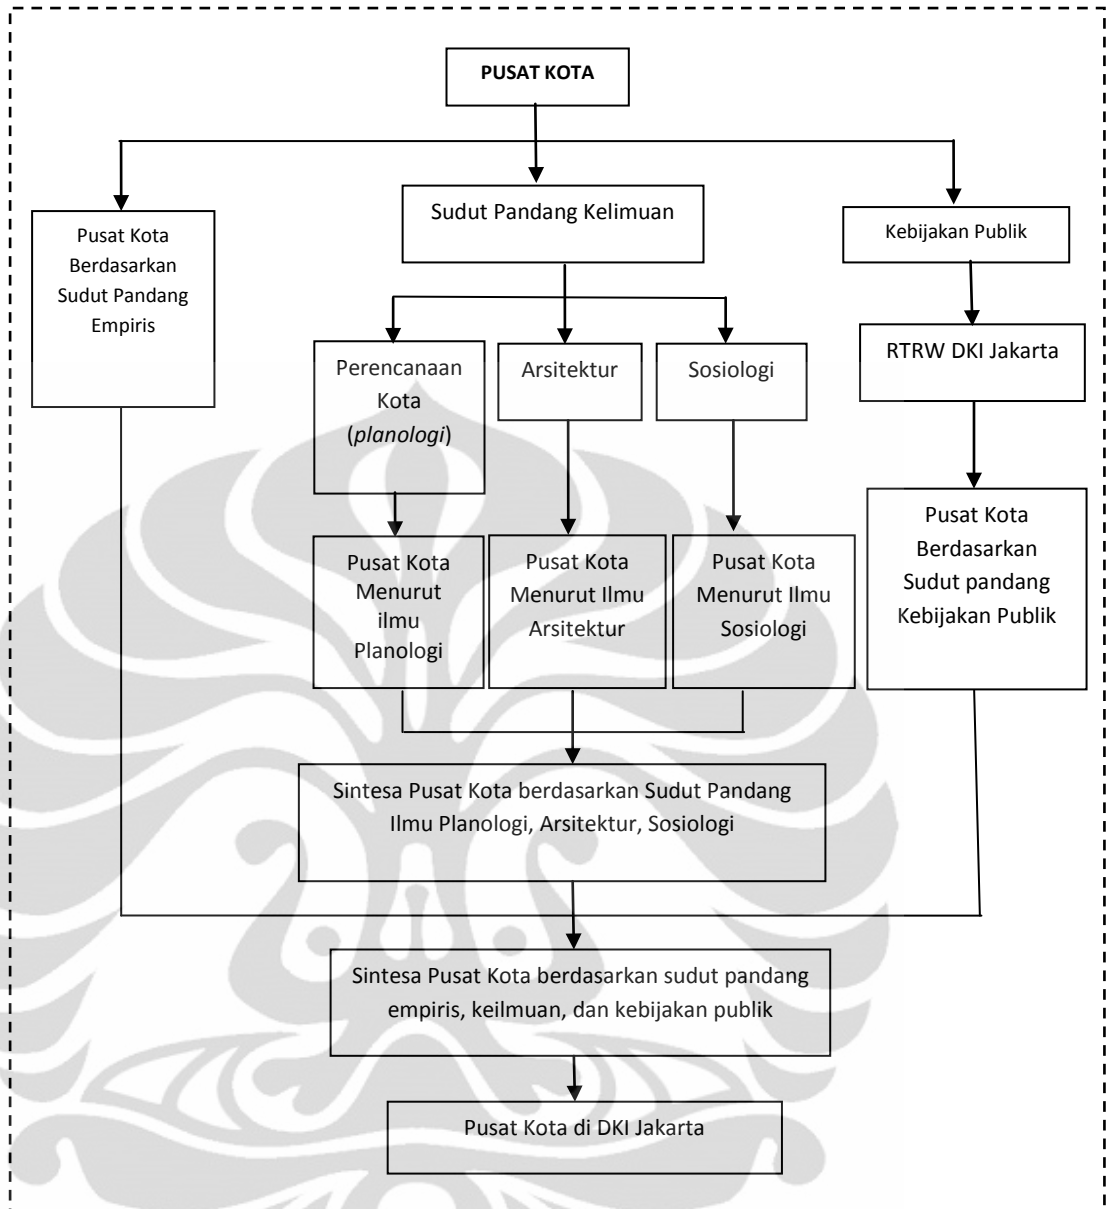 PUSAT KOTA
Pusat Kota
Berdasarkan
Sudut Pandang
Empiris
Sudut Pandang Kelimuan
Kebijakan Publik
Perencanaan
Kota
(planologi)
Arsitektur
Sosiologi
RTRW DKI Jakarta
Pusat Kota
Menurut
ilmu
Planologi
Pusat Kota
Menurut Ilmu
Arsitektur
Pusat Kota
Menurut Ilmu
Sosiologi
Pusat Kota
Berdasarkan
Sudut pandang
Kebijakan Publik
Sintesa Pusat Kota berdasarkan Sudut Pandang
Ilmu Planologi, Arsitektur, Sosiologi
Sintesa Pusat Kota berdasarkan sudut pandang
empiris, keilmuan, dan kebijakan publik
Pusat Kota di DKI Jakarta